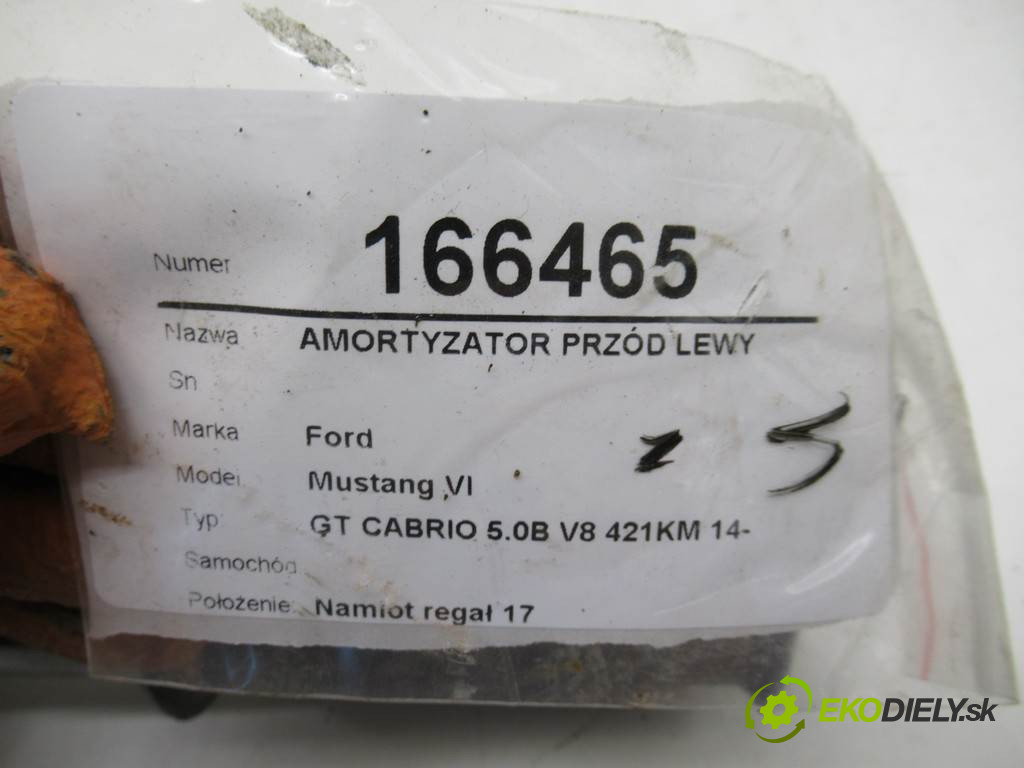 Numer 166465
Nazwa AMORTYZATOR PRZÓD LEWY
Sn
Marka Ford
Model Mustang VI
Typ GT CABRIO 5.0B V8 421KM 14-
Samochód
Położenie Namiot regał 17
EKODIELY.sk